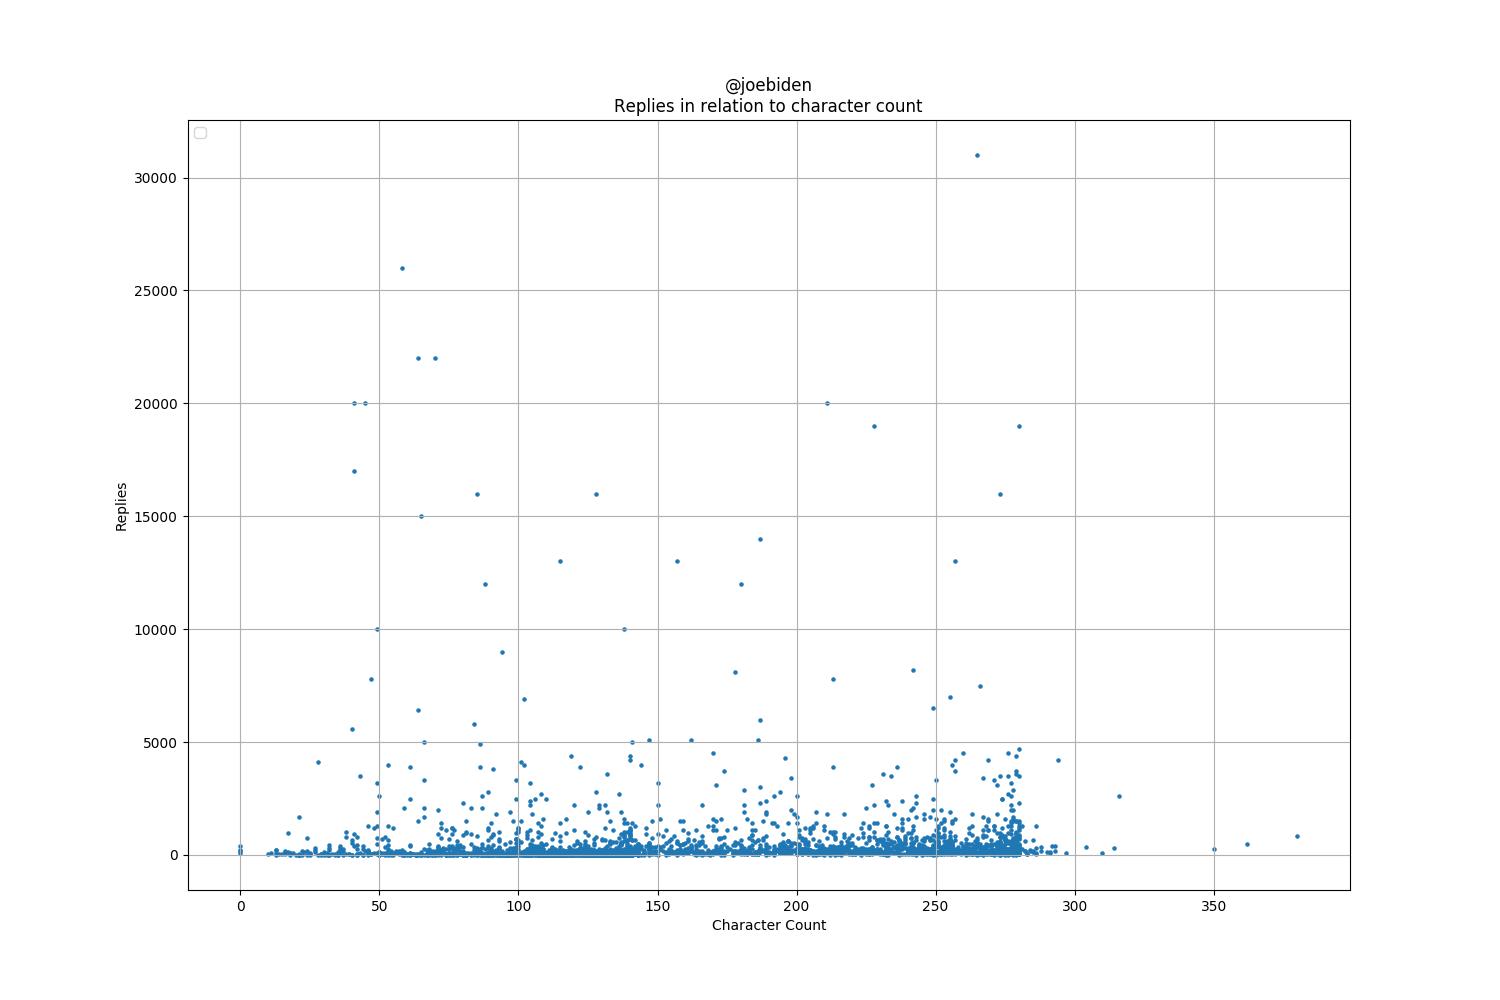 @joebiden
Replies in relation to character count
30000
25000
20000
15000
10000
5000
0
Replies
0 50 100 150 200 250 300 350
Character Count